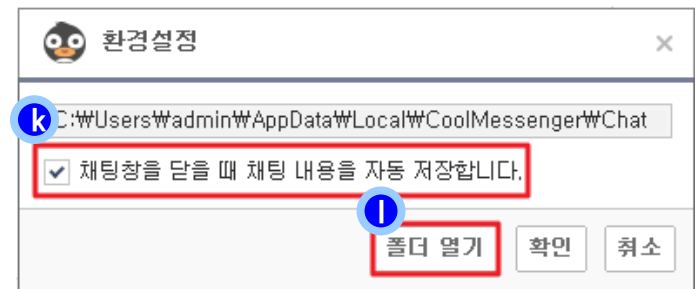 환경설정
k C:₩Users₩admin₩AppData₩Local₩CoolMessenger₩Chat
채팅창을 닫을 때 채팅 내용을 자동 저장합니다.
l
폴더 열기 확인 취소